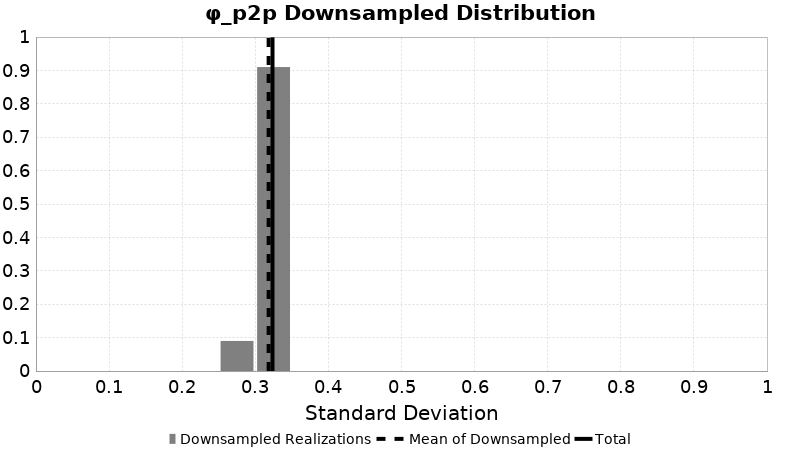 φ_p2p Downsampled Distribution
1
0.9
0.8
0.7
0.6
0.5
0.4
0.3
0.2
0.1
0
0 0.1 0.2 0.3 0.4 0.5 0.6 0.7 0.8 0.9 1
Standard Deviation
Downsampled Realizations Mean of Downsampled Total